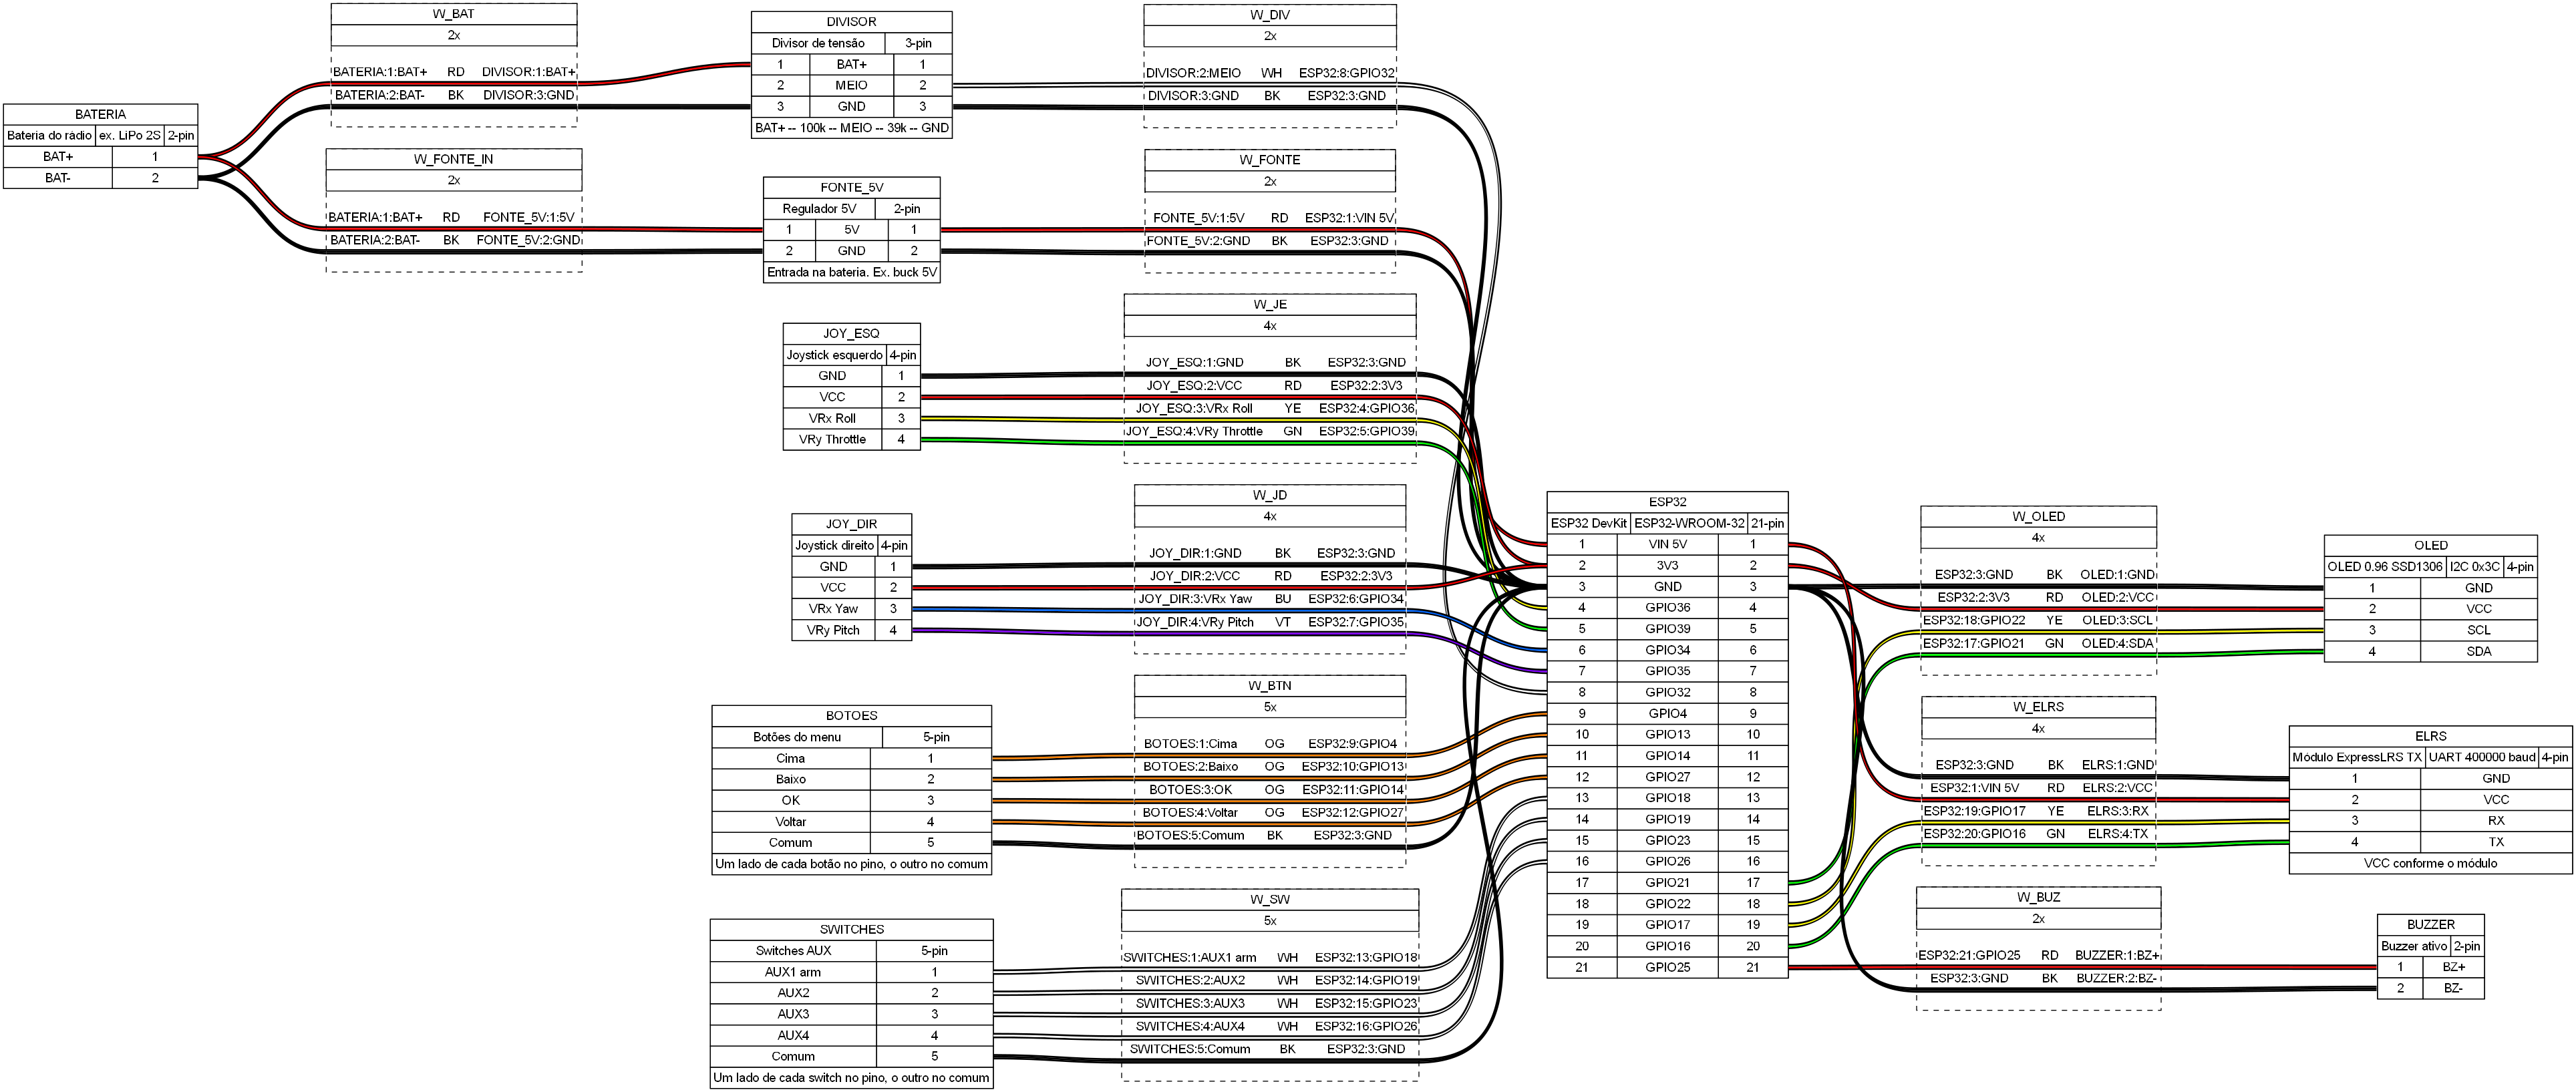 W_BAT
2x
BATERIA:1:BAT+ RD DIVISOR:1:BAT+
BATERIA:2:BAT- BK DIVISOR:3:GND
DIVISOR
Divisor de tensão 3-pin
1 BAT+ 1
2 MEIO 2
3 GND 3
BAT+ -- 100k -- MEIO -- 39k -- GND
W_DIV
2x
DIVISOR:2:MEIO WH ESP32:8:GPIO32
DIVISOR:3:GND BK ESP32:3:GND
BATERIA
Bateria do rádio ex. LiPo 2S 2-pin
BAT+ 1
BAT- 2
W_FONTE_IN
2x
BATERIA:1:BAT+ RD FONTE_5V:1:5V
BATERIA:2:BAT- BK FONTE_5V:2:GND
FONTE_5V
Regulador 5V 2-pin
1 5V 1
2 GND 2
Entrada na bateria. Ex. buck 5V
W_FONTE
2x
FONTE_5V:1:5V RD ESP32:1:VIN 5V
FONTE_5V:2:GND BK ESP32:3:GND
JOY_ESQ
Joystick esquerdo 4-pin
GND 1
VCC 2
VRx Roll 3
VRy Throttle 4
W_JE
4x
JOY_ESQ:1:GND BK ESP32:3:GND
JOY_ESQ:2:VCC RD ESP32:2:3V3
JOY_ESQ:3:VRx Roll YE ESP32:4:GPIO36
JOY_ESQ:4:VRy Throttle GN ESP32:5:GPIO39
JOY_DIR
Joystick direito 4-pin
GND 1
VCC 2
VRx Yaw 3
VRy Pitch 4
W_JD
4x
JOY_DIR:1:GND BK ESP32:3:GND
JOY_DIR:2:VCC RD ESP32:2:3V3
JOY_DIR:3:VRx Yaw BU ESP32:6:GPIO34
JOY_DIR:4:VRy Pitch VT ESP32:7:GPIO35
BOTOES
Botões do menu 5-pin
Cima 1
Baixo 2
OK 3
Voltar 4
Comum 5
Um lado de cada botão no pino, o outro no comum
W_BTN
5x
BOTOES:1:Cima OG ESP32:9:GPIO4
BOTOES:2:Baixo OG ESP32:10:GPIO13
BOTOES:3:OK OG ESP32:11:GPIO14
BOTOES:4:Voltar OG ESP32:12:GPIO27
BOTOES:5:Comum BK ESP32:3:GND
SWITCHES
Switches AUX 5-pin
AUX1 arm 1
AUX2 2
AUX3 3
AUX4 4
Comum 5
Um lado de cada switch no pino, o outro no comum
W_SW
5x
SWITCHES:1:AUX1 arm WH ESP32:13:GPIO18
SWITCHES:2:AUX2 WH ESP32:14:GPIO19
SWITCHES:3:AUX3 WH ESP32:15:GPIO23
SWITCHES:4:AUX4 WH ESP32:16:GPIO26
SWITCHES:5:Comum BK ESP32:3:GND
ESP32
ESP32 DevKit ESP32-WROOM-32 21-pin
1 VIN 5V 1
2 3V3 2
3 GND 3
4 GPIO36 4
5 GPIO39 5
6 GPIO34 6
7 GPIO35 7
8 GPIO32 8
9 GPIO4 9
10 GPIO13 10
11 GPIO14 11
12 GPIO27 12
13 GPIO18 13
14 GPIO19 14
15 GPIO23 15
16 GPIO26 16
17 GPIO21 17
18 GPIO22 18
19 GPIO17 19
20 GPIO16 20
21 GPIO25 21
W_OLED
4x
ESP32:3:GND BK OLED:1:GND
ESP32:2:3V3 RD OLED:2:VCC
ESP32:18:GPIO22 YE OLED:3:SCL
ESP32:17:GPIO21 GN OLED:4:SDA
OLED
OLED 0.96 SSD1306 I2C 0x3C 4-pin
1 GND
2 VCC
3 SCL
4 SDA
W_ELRS
4x
ESP32:3:GND BK ELRS:1:GND
ESP32:1:VIN 5V RD ELRS:2:VCC
ESP32:19:GPIO17 YE ELRS:3:RX
ESP32:20:GPIO16 GN ELRS:4:TX
ELRS
Módulo ExpressLRS TX UART 400000 baud 4-pin
1 GND
2 VCC
3 RX
4 TX
VCC conforme o módulo
W_BUZ
2x
ESP32:21:GPIO25 RD BUZZER:1:BZ+
ESP32:3:GND BK BUZZER:2:BZ-
BUZZER
Buzzer ativo 2-pin
1 BZ+
2 BZ-